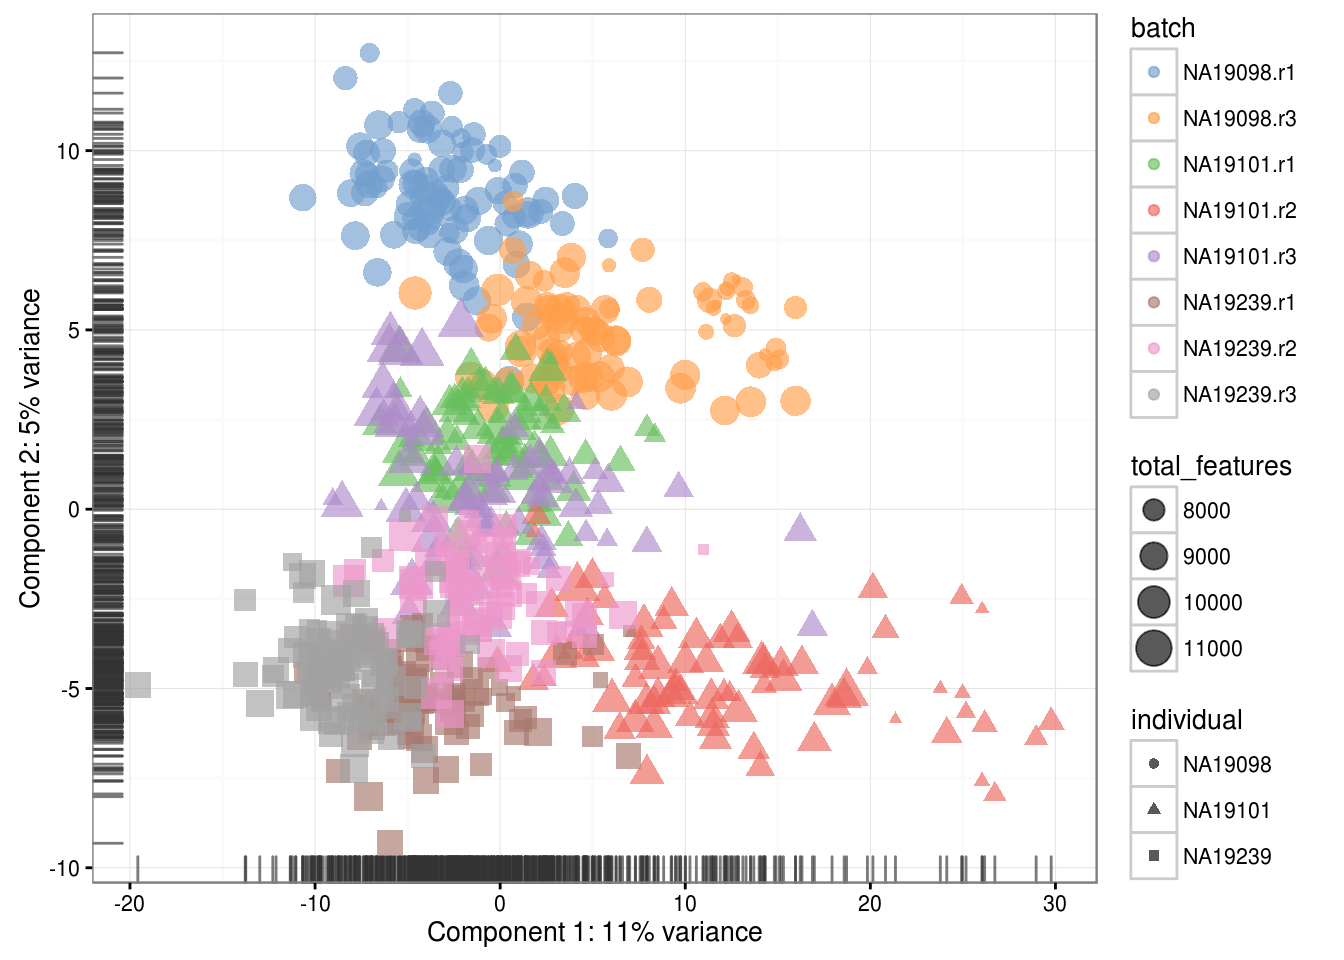 batch
NA19098.r1
NA19098.r3
NA19101.r1
NA19101.r2
NA19101.r3
NA19239.r1
NA19239.r2
NA19239.r3
total_features
8000
9000
10000
11000
individual
NA19098
NA19101
NA19239
Component 2: 5% variance
10
5
0
-5
-10
-20
-10
0
10
20
30
Component 1: 11% variance